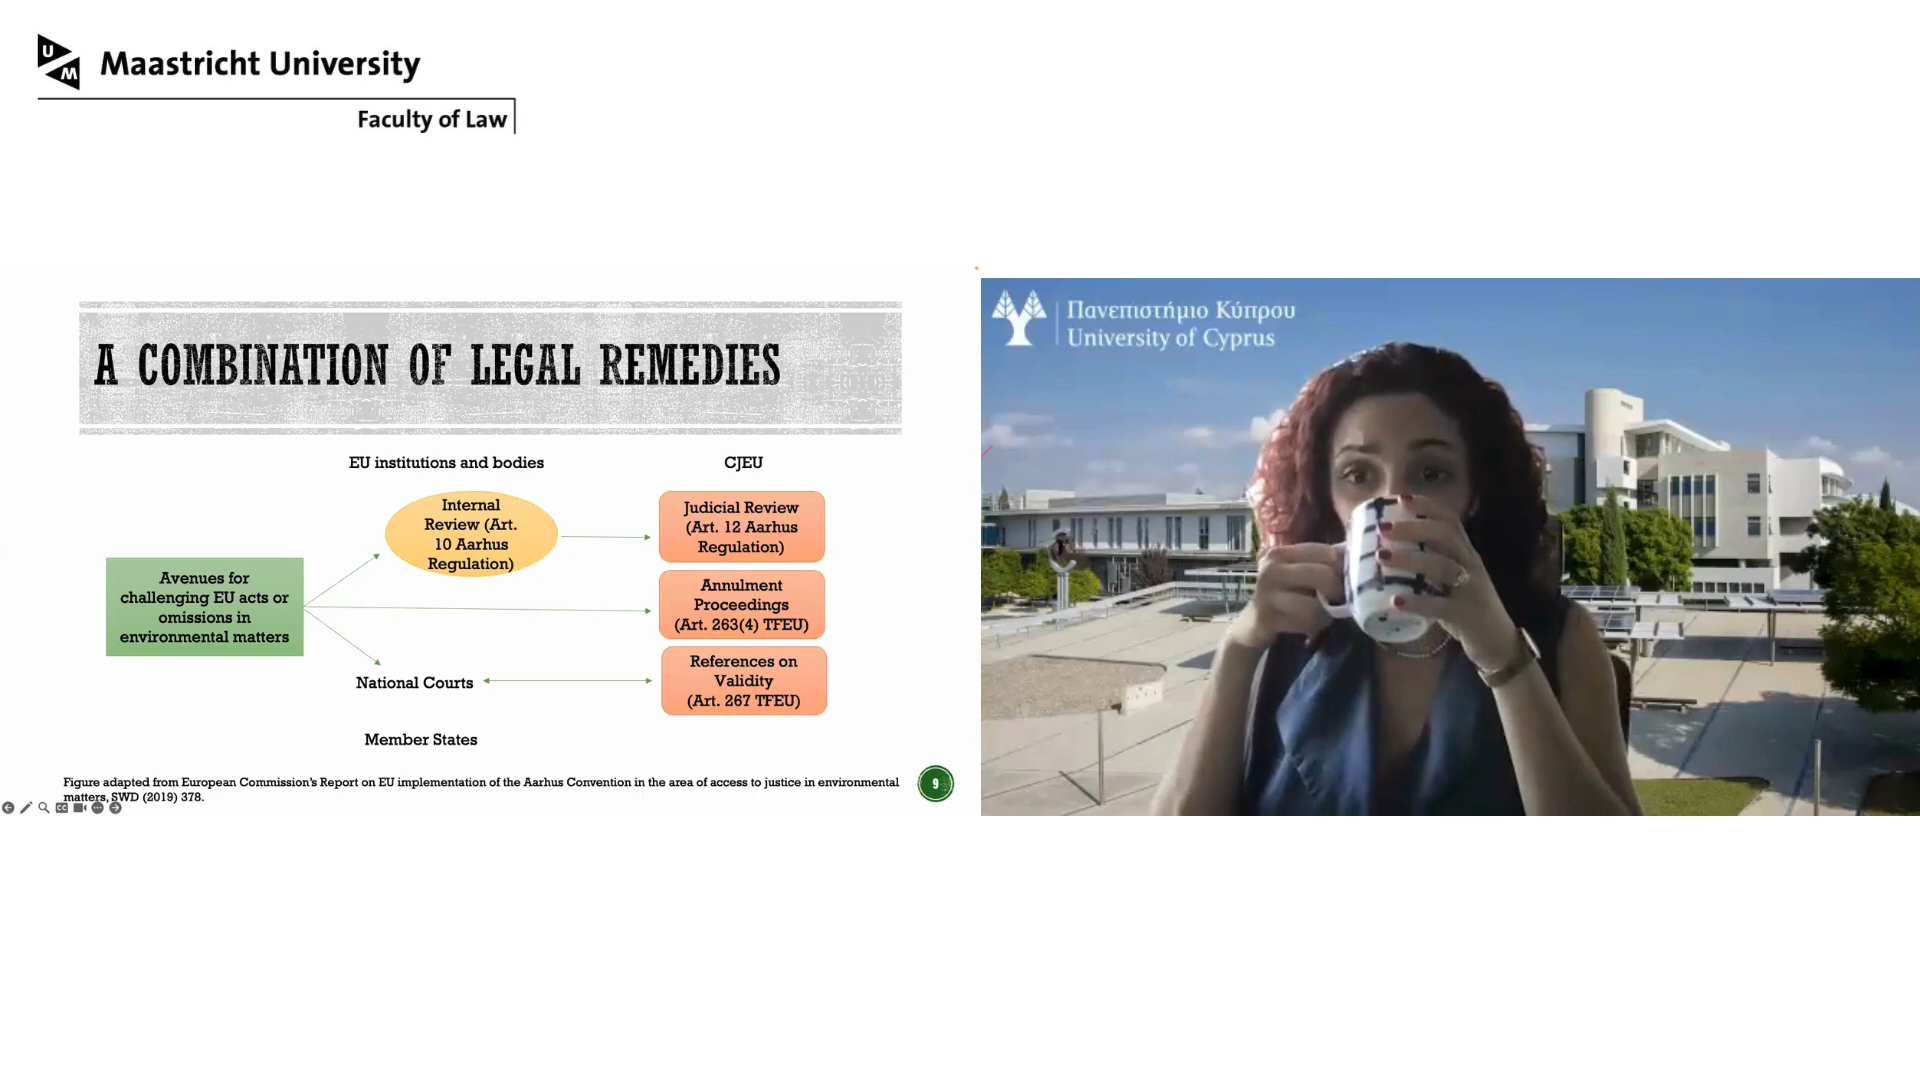 UM
Maastricht University
Faculty of Law
A COMBINATION OF LEGAL REMEDIES
EU institutions and bodies
CJEU
Internal
Review (Art.
10 Aarhus
Regulation)
Judicial Review
(Art. 12 Aarhus
Regulation)
Avenues for
challenging EU acts or
omissions in
environmental matters
Annulment
Proceedings
(Art. 263(4) TFEU)
National Courts
References on
Validity
(Art. 267 TFEU)
Member States
Figure adapted from European Commission's Report on EU implementation of the Aarhus Convention in the area of access to justice in environmental
matters, SWD (2019) 378.
9
Πανεπιστήμιο Κύπρου
University of Cyprus